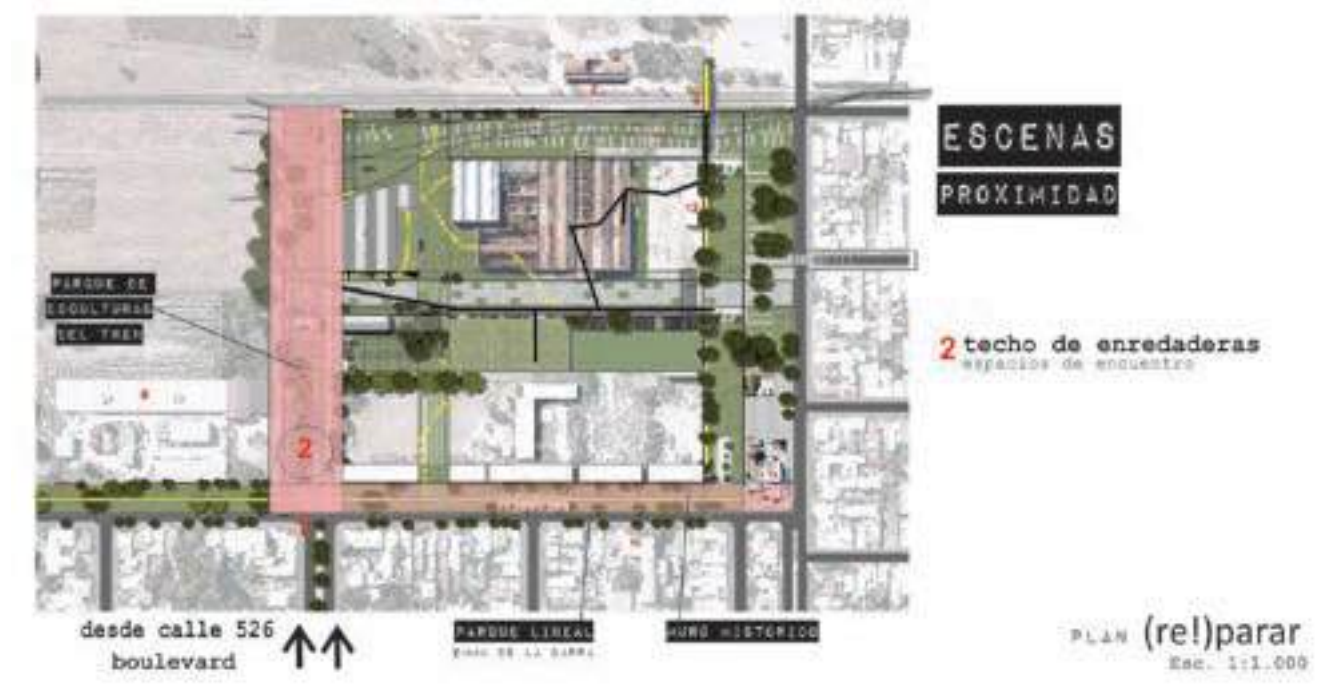 ESCENAS
PROXIMIDAD
PARQUE DE
ESCULTURAS
DEL TREN
2 techo de enredaderas
espacios de encuentro
2
desde calle 526
boulevard
PARQUE LINEAL
MURO HISTORICO
PLAN (re!)parar
Esc. 1:1.000